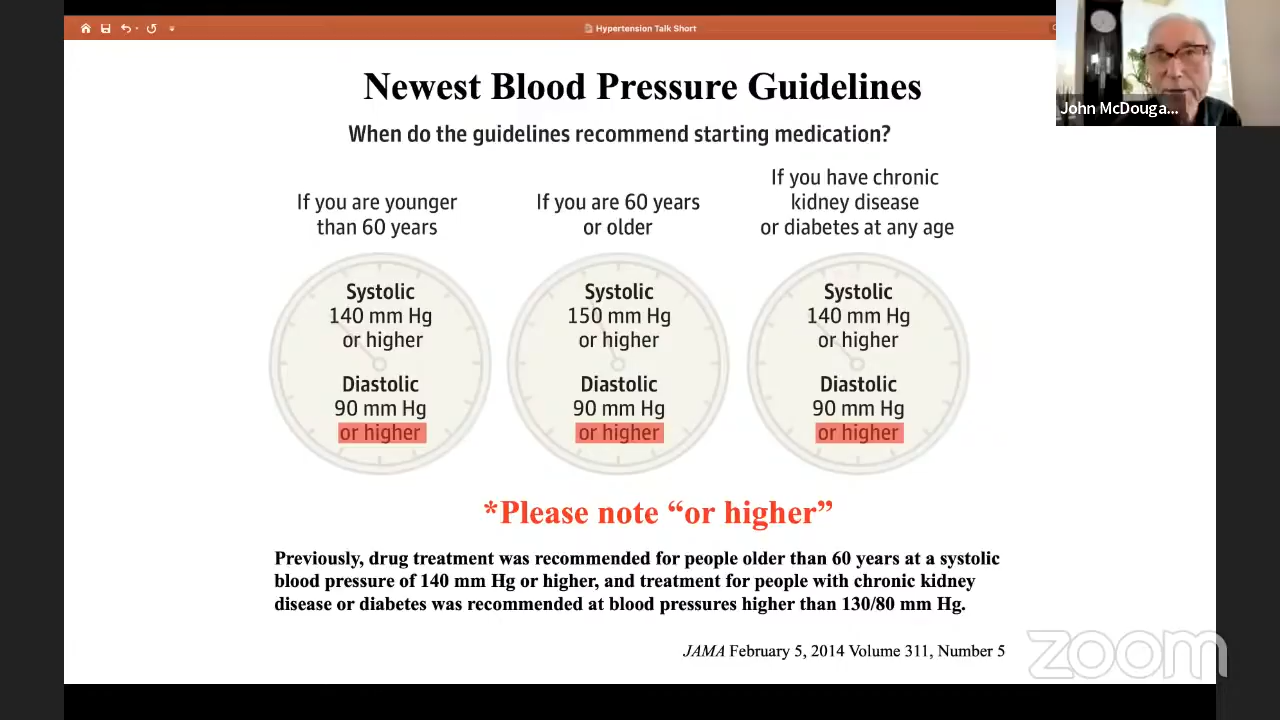 Hypertension Talk Short
John McDouga...
Newest Blood Pressure Guidelines
When do the guidelines recommend starting medication?
If you are younger
than 60 years
Systolic
140 mm Hg
or higher
Diastolic
90 mm Hg
or higher
If you are 60 years
or older
Systolic
150 mm Hg
or higher
Diastolic
90 mm Hg
or higher
If you have chronic
kidney disease
or diabetes at any age
Systolic
140 mm Hg
or higher
Diastolic
90 mm Hg
or higher
*Please note “or higher”
Previously, drug treatment was recommended for people older than 60 years at a systolic
blood pressure of 140 mm Hg or higher, and treatment for people with chronic kidney
disease or diabetes was recommended at blood pressures higher than 130/80 mm Hg.
JAMA February 5, 2014 Volume 311, Number 5
zoom